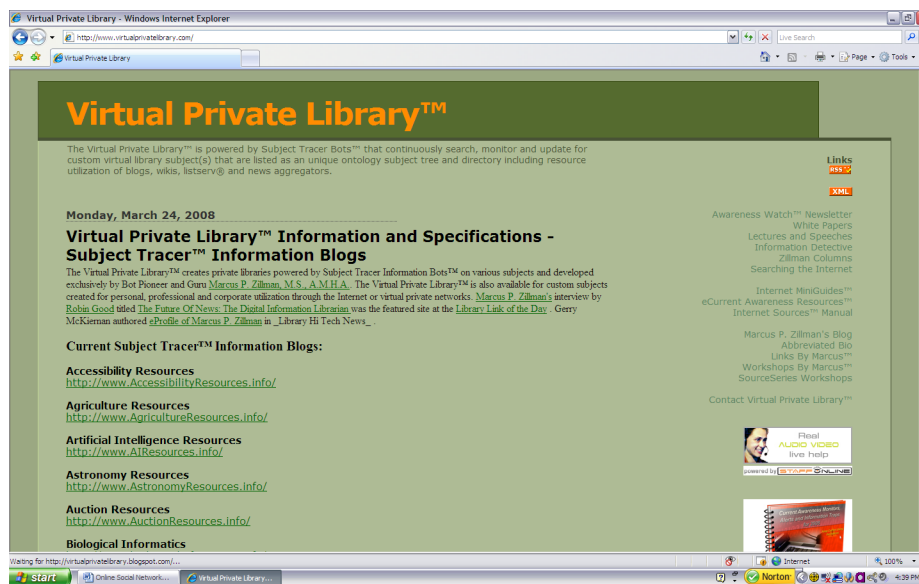 Virtual Private Library - Windows Internet Explorer
http://www.virtualprivatelibrary.com/
Live Search
Virtual Private Library
Page
Tools
Virtual Private Library™
The Virtual Private Library™ is powered by Subject Tracer Bots™ that continuously search, monitor and update for
custom virtual library subject(s) that are listed as an unique ontology subject tree and directory including resource
utilization of blogs, wikis, listserv® and news aggregators.
Monday, March 24, 2008
Virtual Private Library™ Information and Specifications -
Subject Tracer™ Information Blogs
The Virtual Private Library™ creates private libraries powered by Subject Tracer Information Bots™ on various subjects and developed
exclusively by Bot Pioneer and Guru Marcus P. Zillman, M.S., A.M.H.A.. The Virtual Private Library™ is also available for custom subjects
created for personal, professional and corporate utilization through the Internet or virtual private networks. Marcus P. Zillman's interview by
Robin Good titled The Future Of News: The Digital Information Librarian was the featured site at the Library Link of the Day . Gerry
McKiernan authored eProfile of Marcus P. Zillman in _Library Hi Tech News_ .
Current Subject Tracer™ Information Blogs:
Accessibility Resources
http://www.AccessibilityResources.info/
Agriculture Resources
http://www.AgricultureResources.info/
Artificial Intelligence Resources
http://www.AIResources.info/
Astronomy Resources
http://www.AstronomyResources.info/
Auction Resources
http://www.AuctionResources.info/
Biological Informatics
Links
RSS
XML
Awareness Watch™ Newsletter
White Papers
Lectures and Speeches
Information Detective
Zillman Columns
Searching the Internet
Internet MiniGuides™
eCurrent Awareness Resources™
Internet Sources™ Manual
Marcus P. Zillman's Blog
Abbreviated Bio
Links By Marcus™
Workshops By Marcus™
SourceSeries Workshops
Contact Virtual Private Library™
Real
AUDIO VIDEO
live help
powered by STAFF ONLINE
Waiting for http://virtualprivatelibrary.blogspot.com/...
Internet
100%
start
Online Social Network...
Virtual Private Library...
Norton
4:39 PM